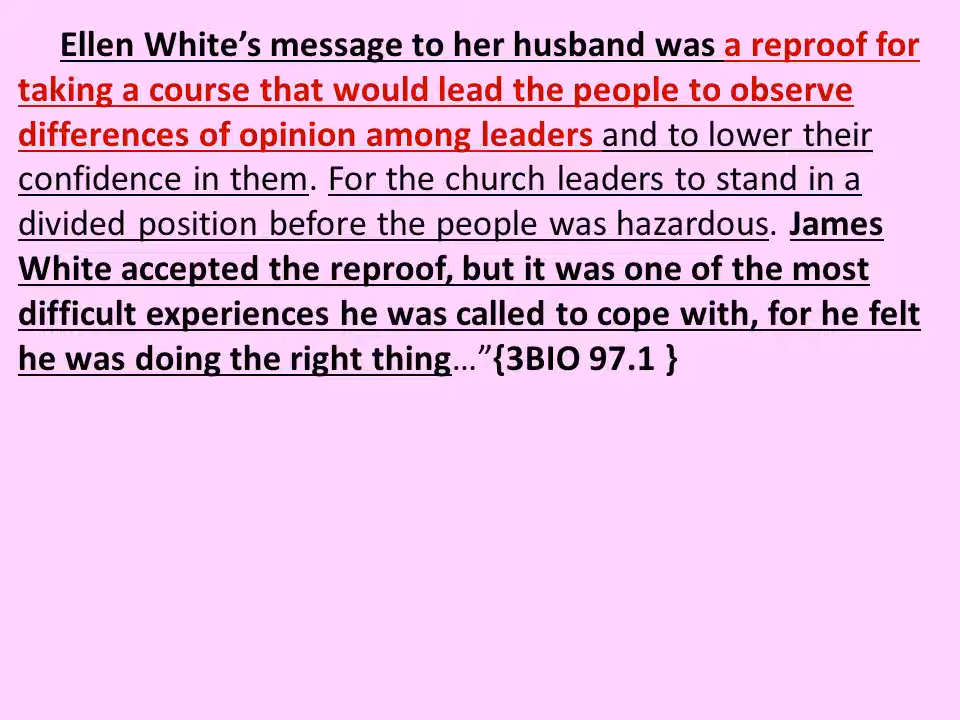 Ellen White’s message to her husband was a reproof for
taking a course that would lead the people to observe
differences of opinion among leaders and to lower their
confidence in them. For the church leaders to stand in a
divided position before the people was hazardous. James
White accepted the reproof, but it was one of the most
difficult experiences he was called to cope with, for he felt
he was doing the right thing…”{3BIO 97.1 }